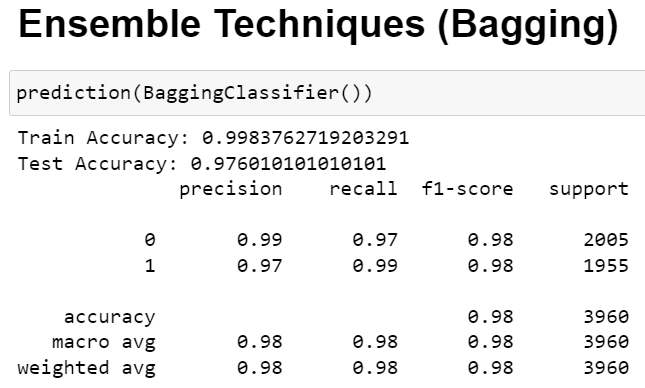 Ensemble Techniques (Bagging)
prediction(BaggingClassifier())
Train Accuracy: 0.9983762719203291
Test Accuracy: 0.976010101010101
precision recall f1-score support
0 0.99 0.97 0.98 2005
1 0.97 0.99 0.98 1955
accuracy 0.98 3960
macro avg 0.98 0.98 0.98 3960
weighted avg 0.98 0.98 0.98 3960